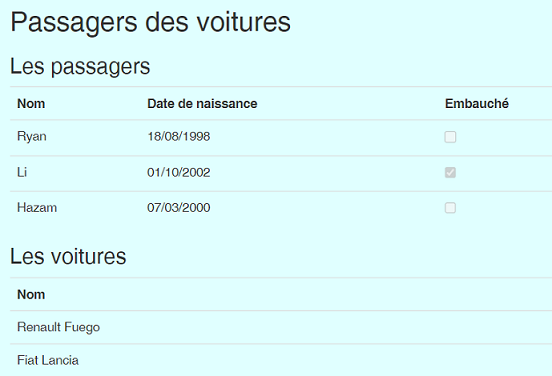 Passagers des voitures
Les passagers
Nom Date de naissance Embauché
Ryan 18/08/1998
Li 01/10/2002
Hazam 07/03/2000
Les voitures
Nom
Renault Fuego
Fiat Lancia